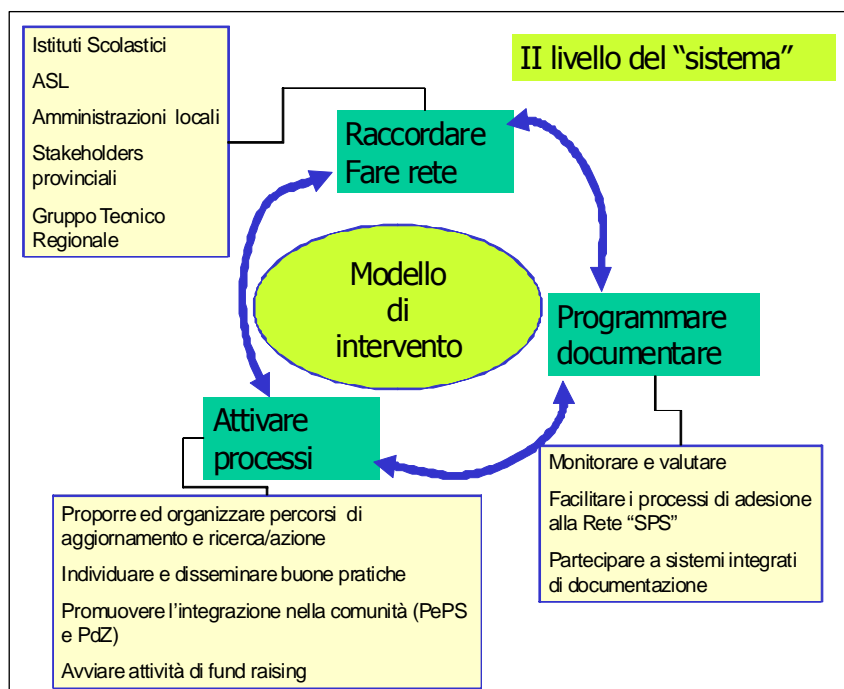 Istituti Scolastici
ASL
Amministrazioni locali
Stakeholders
provinciali
Gruppo Tecnico
Regionale
II livello del “sistema”
Raccordare
Fare rete
Modello
di
intervento
Programmare
documentare
Attivare
processi
Monitorare e valutare
Facilitare i processi di adesione
alla Rete “SPS”
Partecipare a sistemi integrati
di documentazione
Proporre ed organizzare percorsi di
aggiornamento e ricerca/azione
Individuare e disseminare buone pratiche
Promuovere l’integrazione nella comunità (PePS
e PdZ)
Avviare attività di fund raising